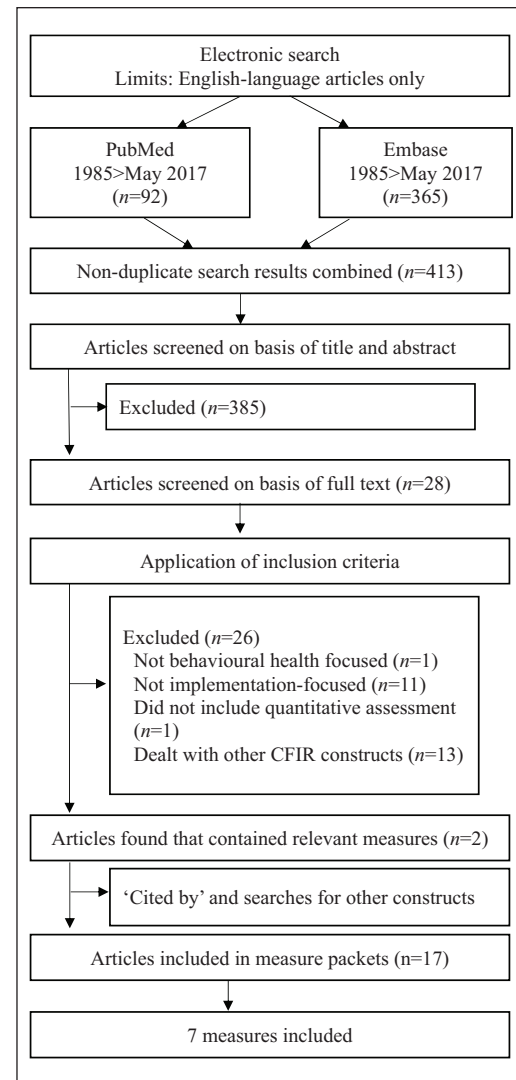 Electronic search
Limits: English-language articles only
PubMed
1985>May 2017
(n=92)
Embase
1985>May 2017
(n=365)
Non-duplicate search results combined (n=413)
Articles screened on basis of title and abstract
Excluded (n=385)
Articles screened on basis of full text (n=28)
Application of inclusion criteria
Excluded (n=26)
Not behavioural health focused (n=1)
Not implementation-focused (n=11)
Did not include quantitative assessment
(n=1)
Dealt with other CFIR constructs (n=13)
Articles found that contained relevant measures (n=2)
‘Cited by’ and searches for other constructs
Articles included in measure packets (n=17)
7 measures included